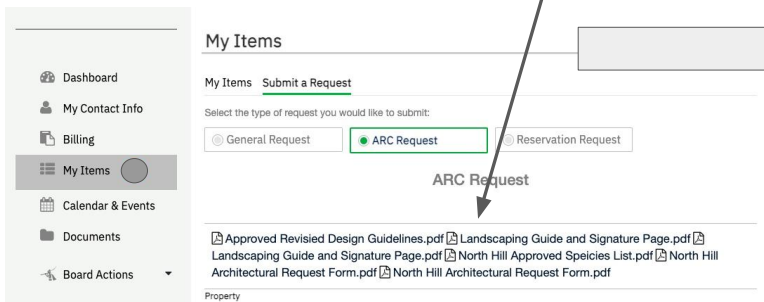 My Items
Dashboard
My Contact Info
Billing
My Items
Calendar & Events
Documents
Board Actions
My Items Submit a Request
Select the type of request you would like to submit:
General Request ARC Request Reservation Request
ARC Request
Approved Revisied Design Guidelines.pdf Landscaping Guide and Signature Page.pdf
Landscaping Guide and Signature Page.pdf North Hill Approved Speicies List.pdf North Hill
Architectural Request Form.pdf North Hill Architectural Request Form.pdf
Property